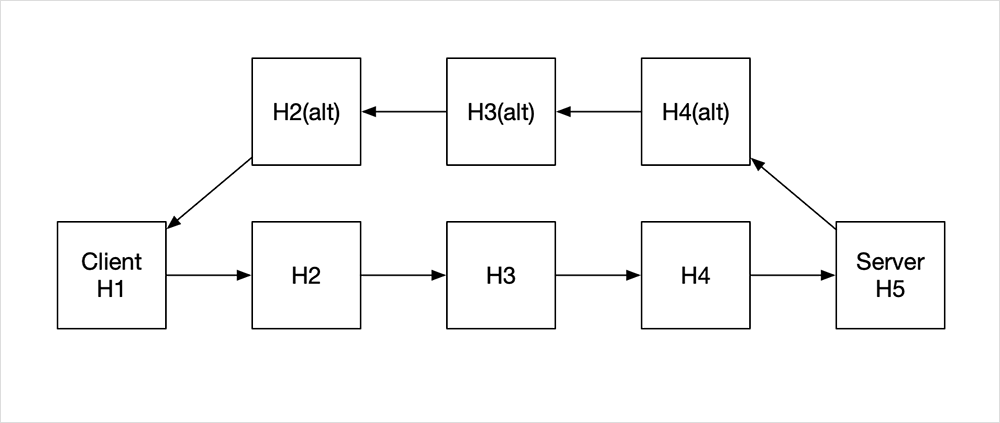 H2(alt)
H3(alt)
H4(alt)
Client
H1
H2
H3
H4
Server
H5